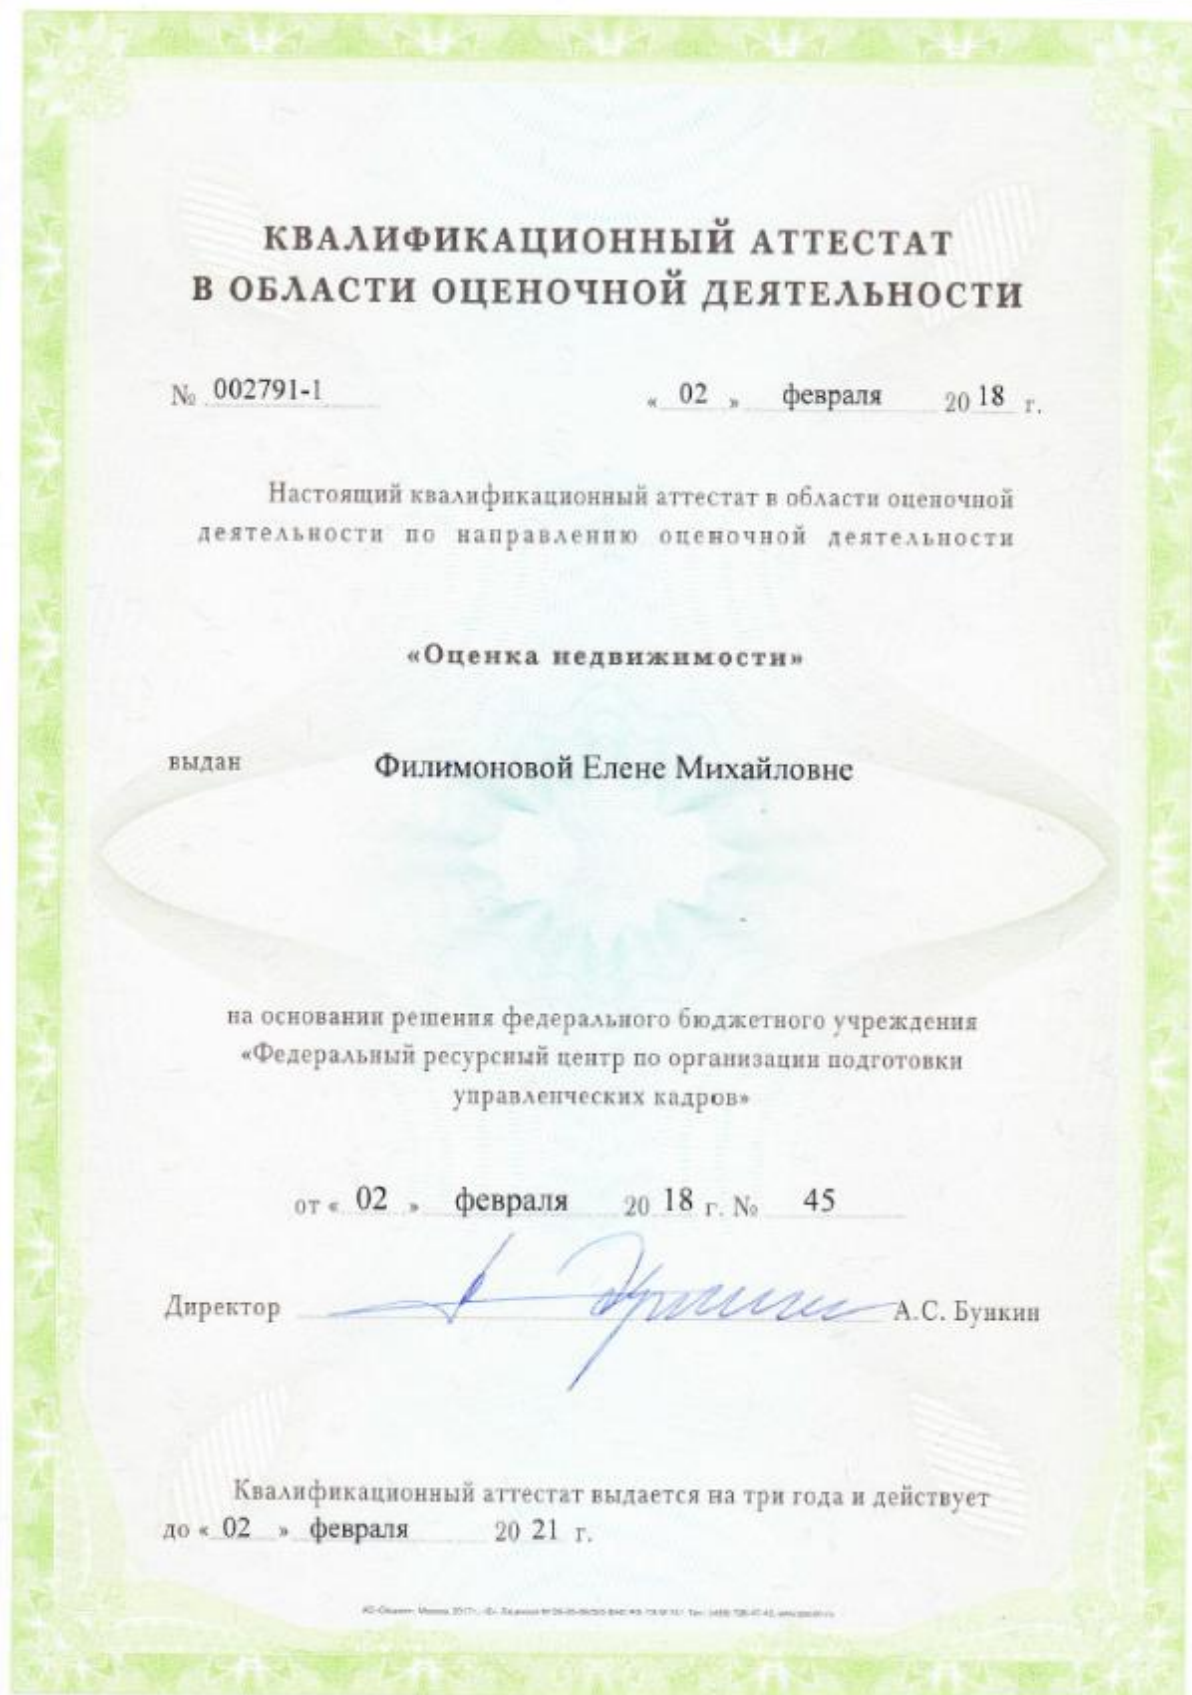 КВАЛИФИКАЦИОННЫЙ АТТЕСТАТ
В ОБЛАСТИ ОЦЕНОЧНОЙ ДЕЯТЕЛЬНОСТИ
№ 002791-1 « 02 » февраля 20 18 г.
Настоящий квалификационный аттестат в области оценочной
деятельности по направлению оценочной деятельности
«Оценка недвижимости»
выдан Филимоновой Елене Михайловне
на основании решения федерального бюджетного учреждения
«Федеральный ресурсный центр по организации подготовки
управленческих кадров»
от « 02 » февраля 20 18 г. № 45
Директор А.С. Бункин
Квалификационный аттестат выдается на три года и действует
до « 02 » февраля 20 21 г.